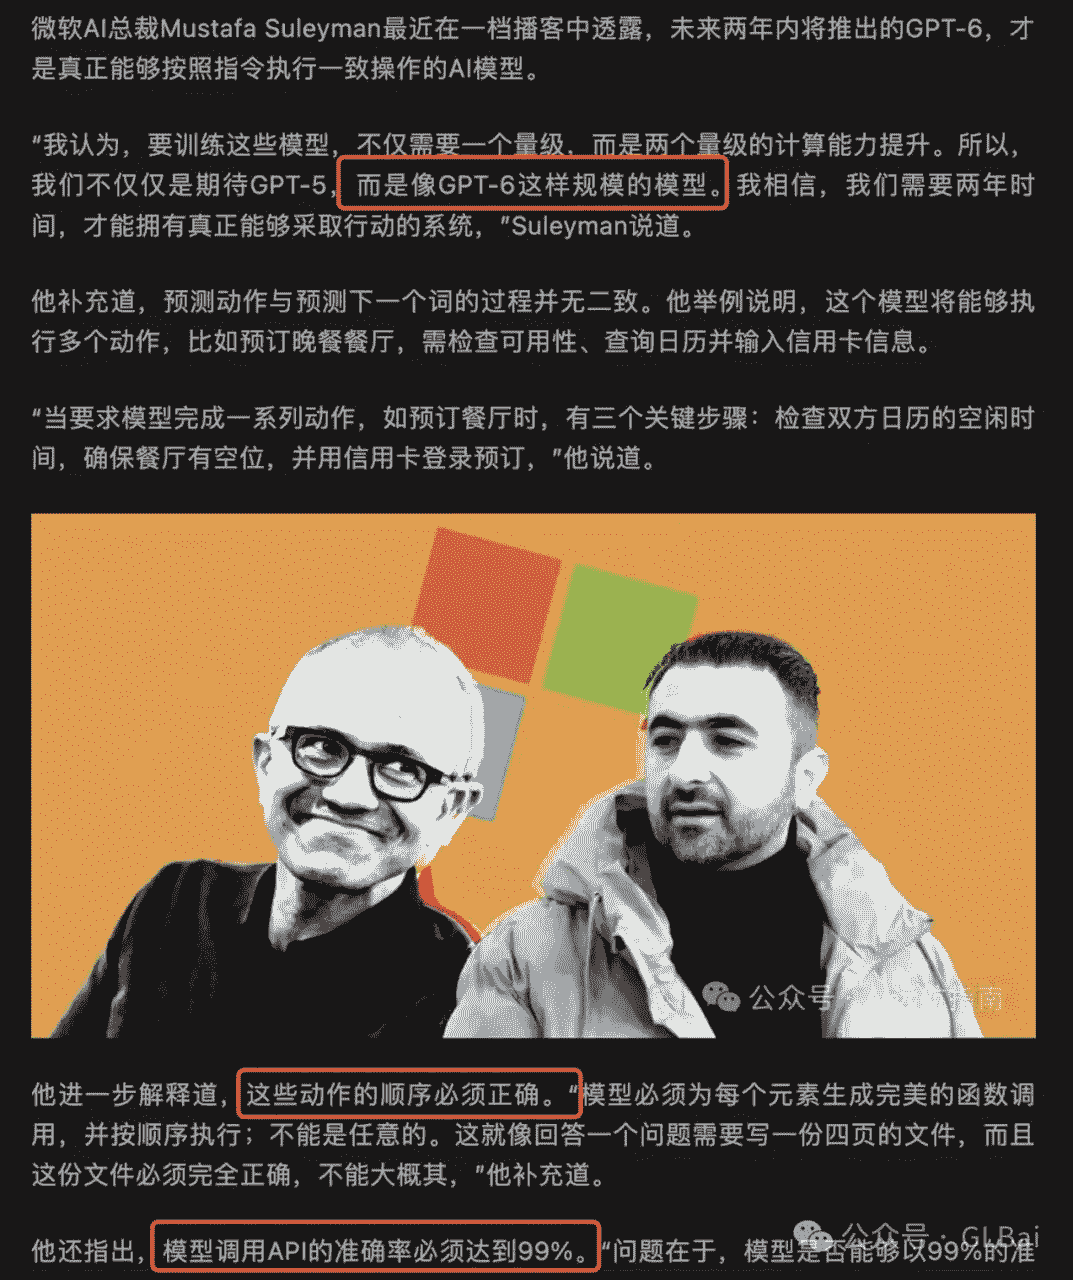 微软AI总裁Mustafa Suleyman最近在一档播客中透露，未来两年内将推出的GPT-6，才
是真正能够按照指令执行一致操作的AI模型。
“我认为，要训练这些模型，不仅需要一个量级，而是两个量级的计算能力提升。所以，
我们不仅仅是期待GPT-5，而是像GPT-6这样规模的模型。我相信，我们需要两年时
间，才能拥有真正能够采取行动的系统，”Suleyman说道。
他补充道，预测动作与预测下一个词的过程并无二致。他举例说明，这个模型将能够执
行多个动作，比如预订晚餐餐厅，需检查可用性、查询日历并输入信用卡信息。
“当要求模型完成一系列动作，如预订餐厅时，有三个关键步骤：检查双方日历的空闲时
间，确保餐厅有空位，并用信用卡登录预订，”他说道。
公众号
雨
他进一步解释道，这些动作的顺序必须正确。“模型必须为每个元素生成完美的函数调
用，并按顺序执行；不能是任意的。这就像回答一个问题需要写一份四页的文件，而且
这份文件必须完全正确，不能大概其，”他补充道。
公众号 · GLBai
他还指出，模型调用API的准确率必须达到99%。“问题在于，模型是否能够以99%的准